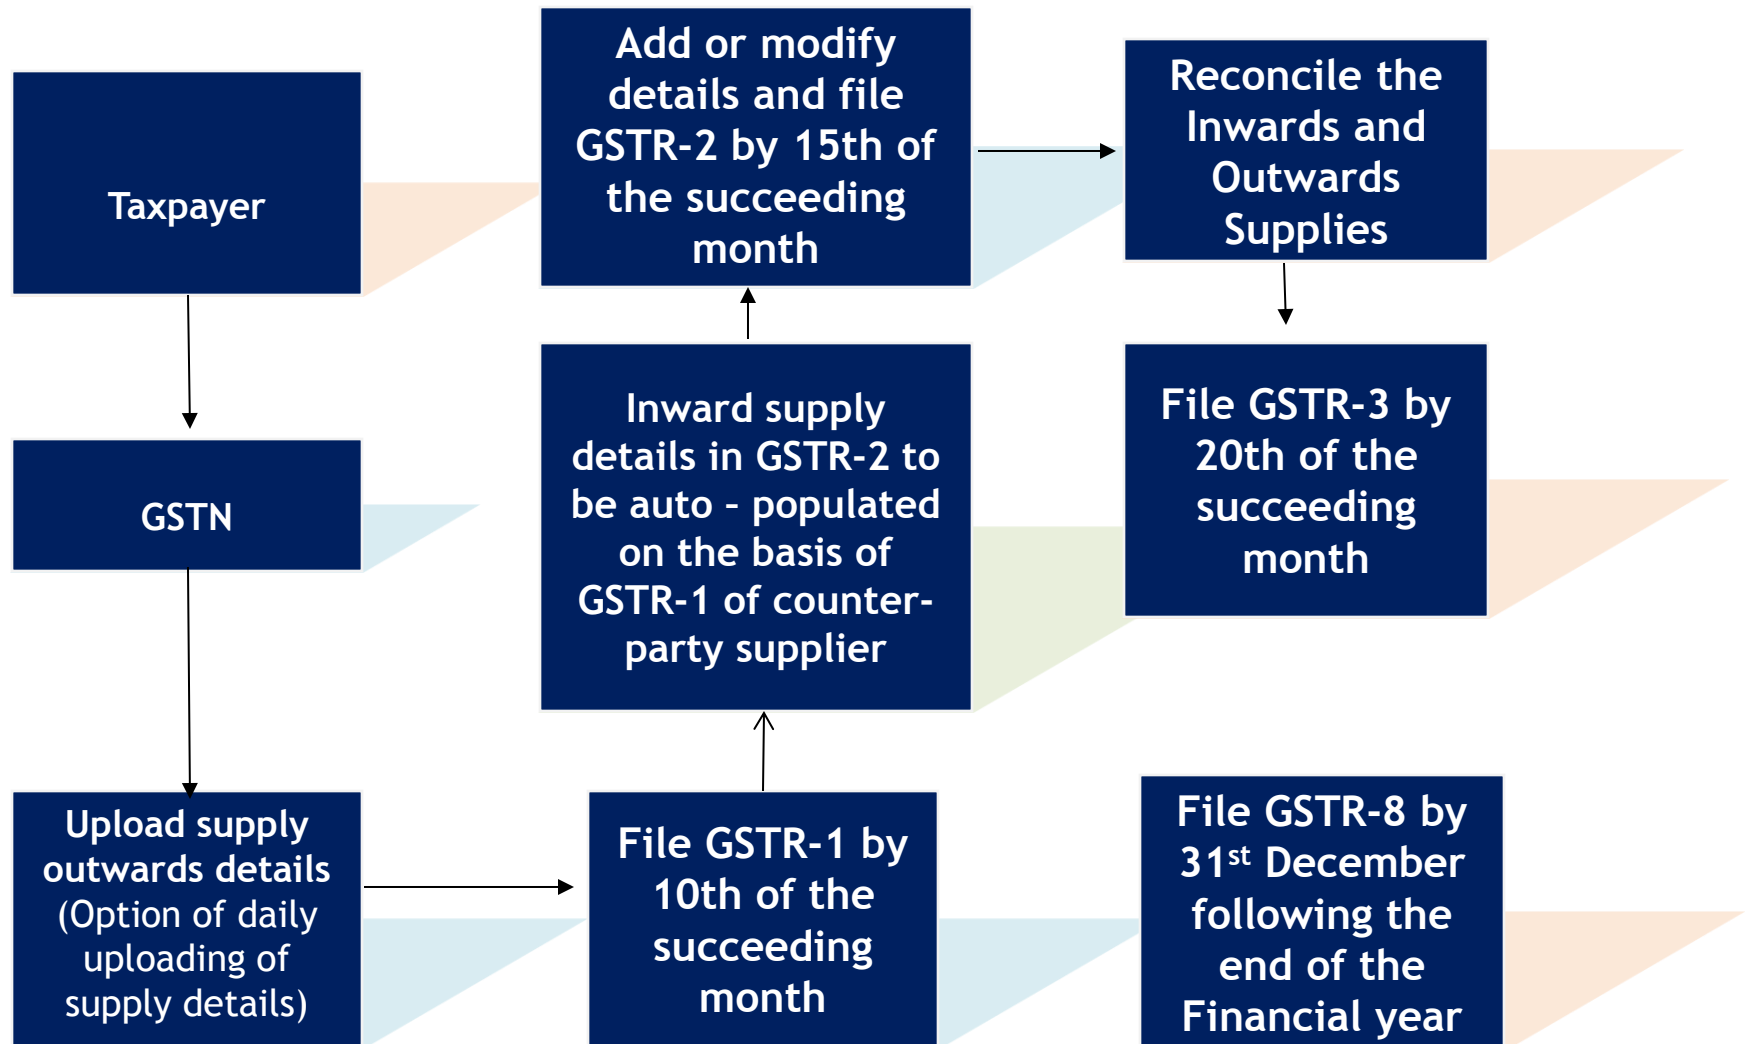 Taxpayer
GSTN
Upload supply
outwards details
(Option of daily
uploading of
supply details)
File GSTR-1 by
10th of the
succeeding
month
Inward supply
details in GSTR-2 to
be auto – populated
on the basis of
GSTR-1 of counter-
party supplier
Add or modify
details and file
GSTR-2 by 15th of
the succeeding
month
Reconcile the
Inwards and
Outwards
Supplies
File GSTR-3 by
20th of the
succeeding
month
File GSTR-8 by
31st December
following the
end of the
Financial year